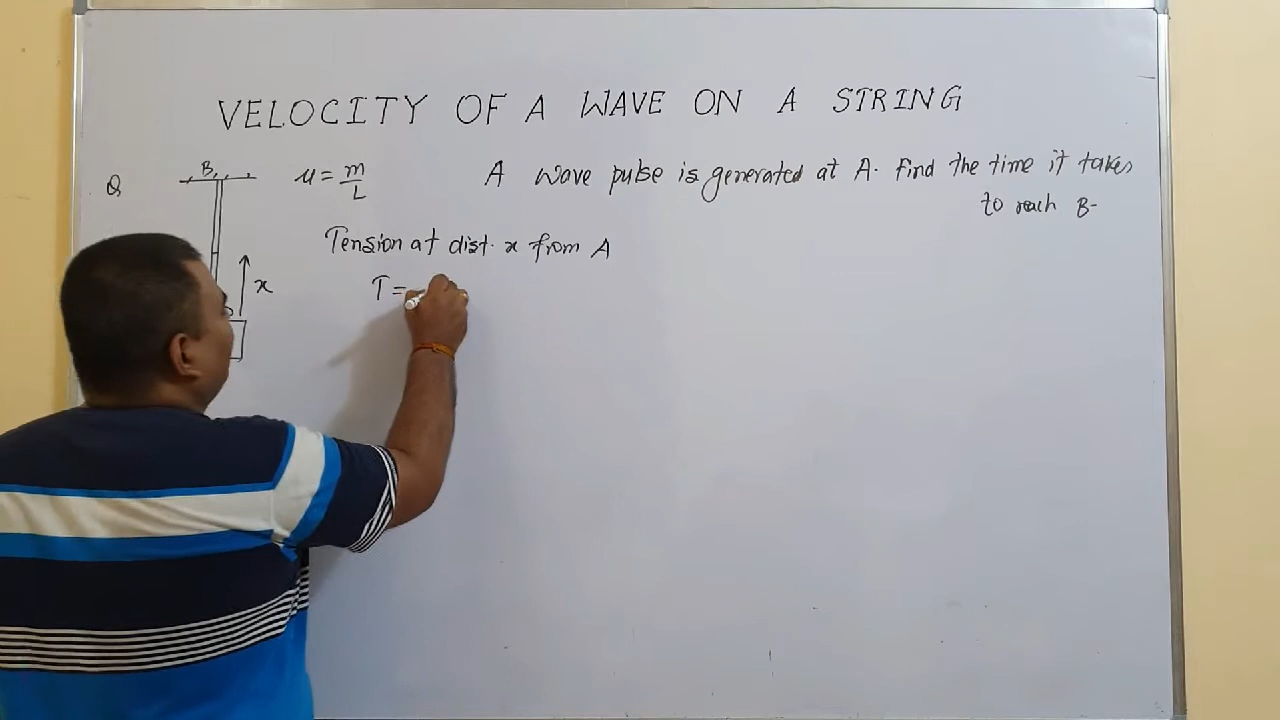 VELOCITY OF A WAVE ON A STRING
Q
B
u = m/L
A wave pulse is generated at A. Find the time it takes
to reach B-
Tension at dist. x from A
x
T =